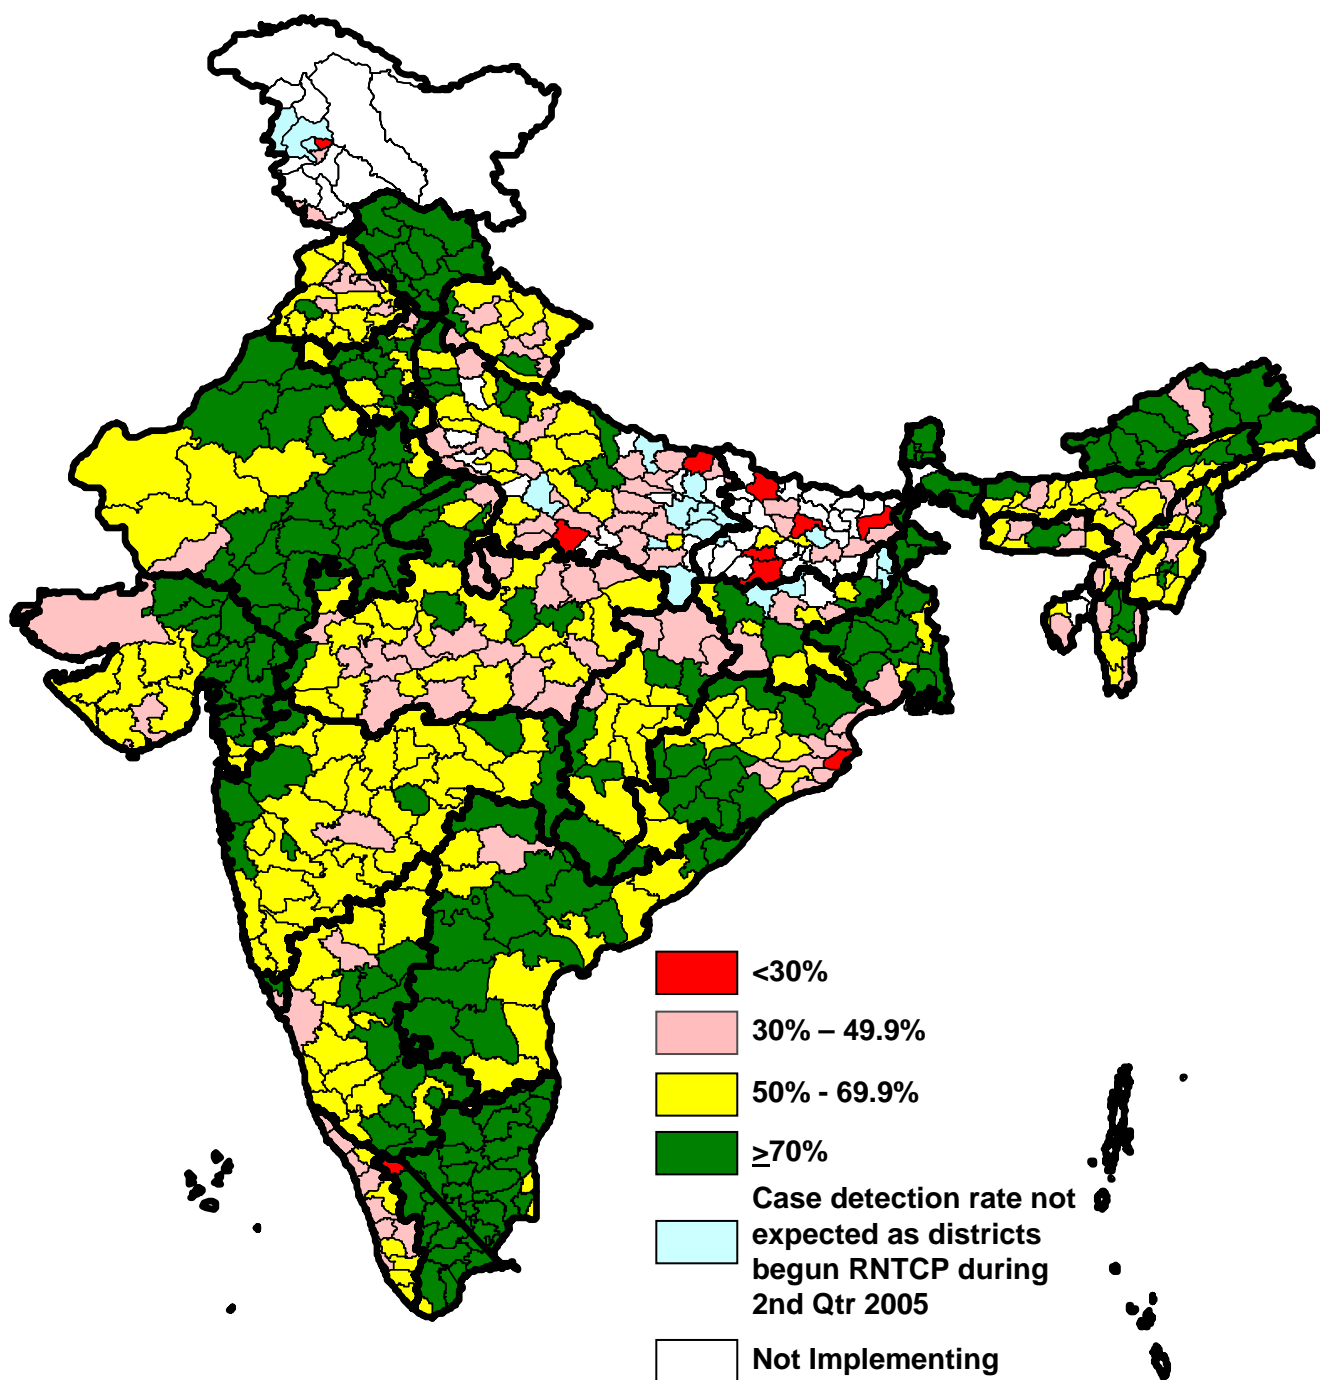 <30%
30% – 49.9%
50% - 69.9%
≥70%
Case detection rate not
expected as districts
begun RNTCP during
2nd Qtr 2005
Not Implementing